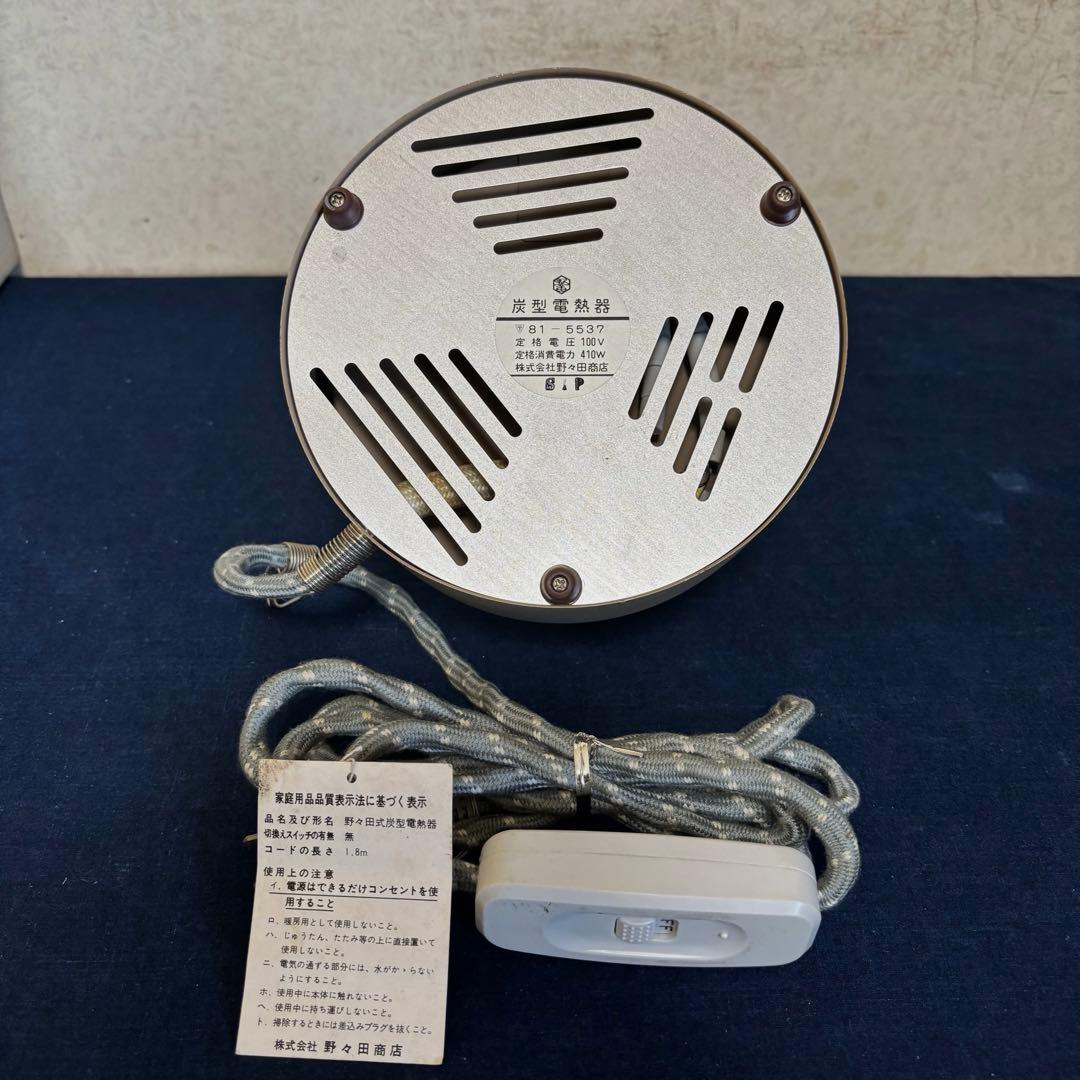 炭型電熱器
81-5537
定格電圧 100V
定格消費電力 410W
株式会社野々田商店
家庭用品品質表示法に基づく表示
品名及び形名 野々田式炭型電熱器
切換えスイッチの有無 無
コードの長さ 1.8m
使用上の注意
イ、電源はできるだけコンセントを使
用すること
ロ、暖房用として使用しないこと。
ハ、じゅうたん、たたみ等の上に直接置いて
使用しないこと。
ニ、電気の通ずる部分には、水がかゝらない
ようにすること。
ホ、使用中に本体に触れないこと。
ヘ、使用中に持ち運びしないこと。
ト、掃除するときには差込みプラグを抜くこと。
株式会社 野々田商店